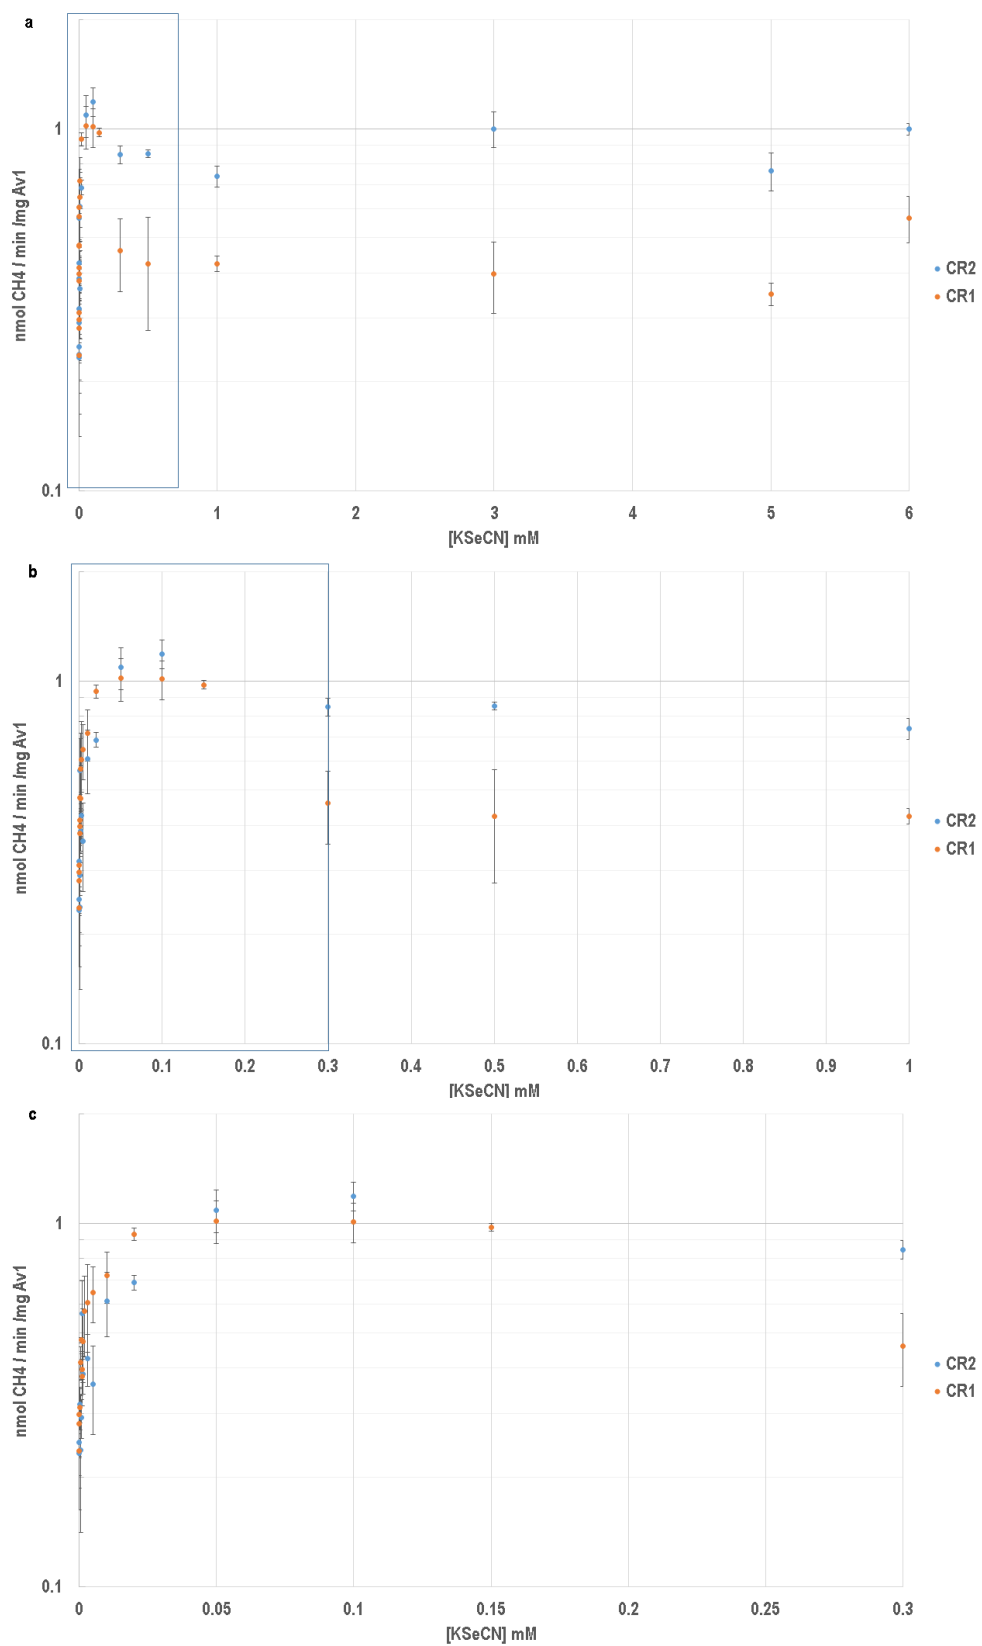 a
1
0.1
nmol CH4 / min /mg Av1
0 1 2 3 4 5 6
[KSeCN] mM
CR2
CR1
b
1
0.1
nmol CH4 / min /mg Av1
0 0.1 0.2 0.3 0.4 0.5 0.6 0.7 0.8 0.9 1
[KSeCN] mM
CR2
CR1
c
1
0.1
nmol CH4 / min /mg Av1
0 0.05 0.1 0.15 0.2 0.25 0.3
[KSeCN] mM
CR2
CR1